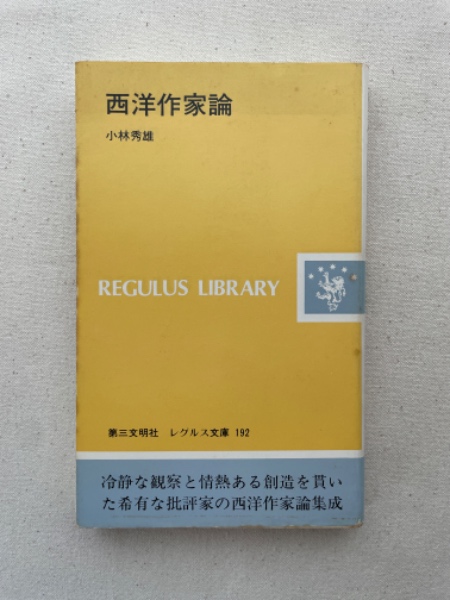 西洋作家論
小林秀雄
REGULUS LIBRARY
第三文明社 レグルス文庫 192
冷静な観察と情熱ある創造を貫い
た希有な批評家の西洋作家論集成